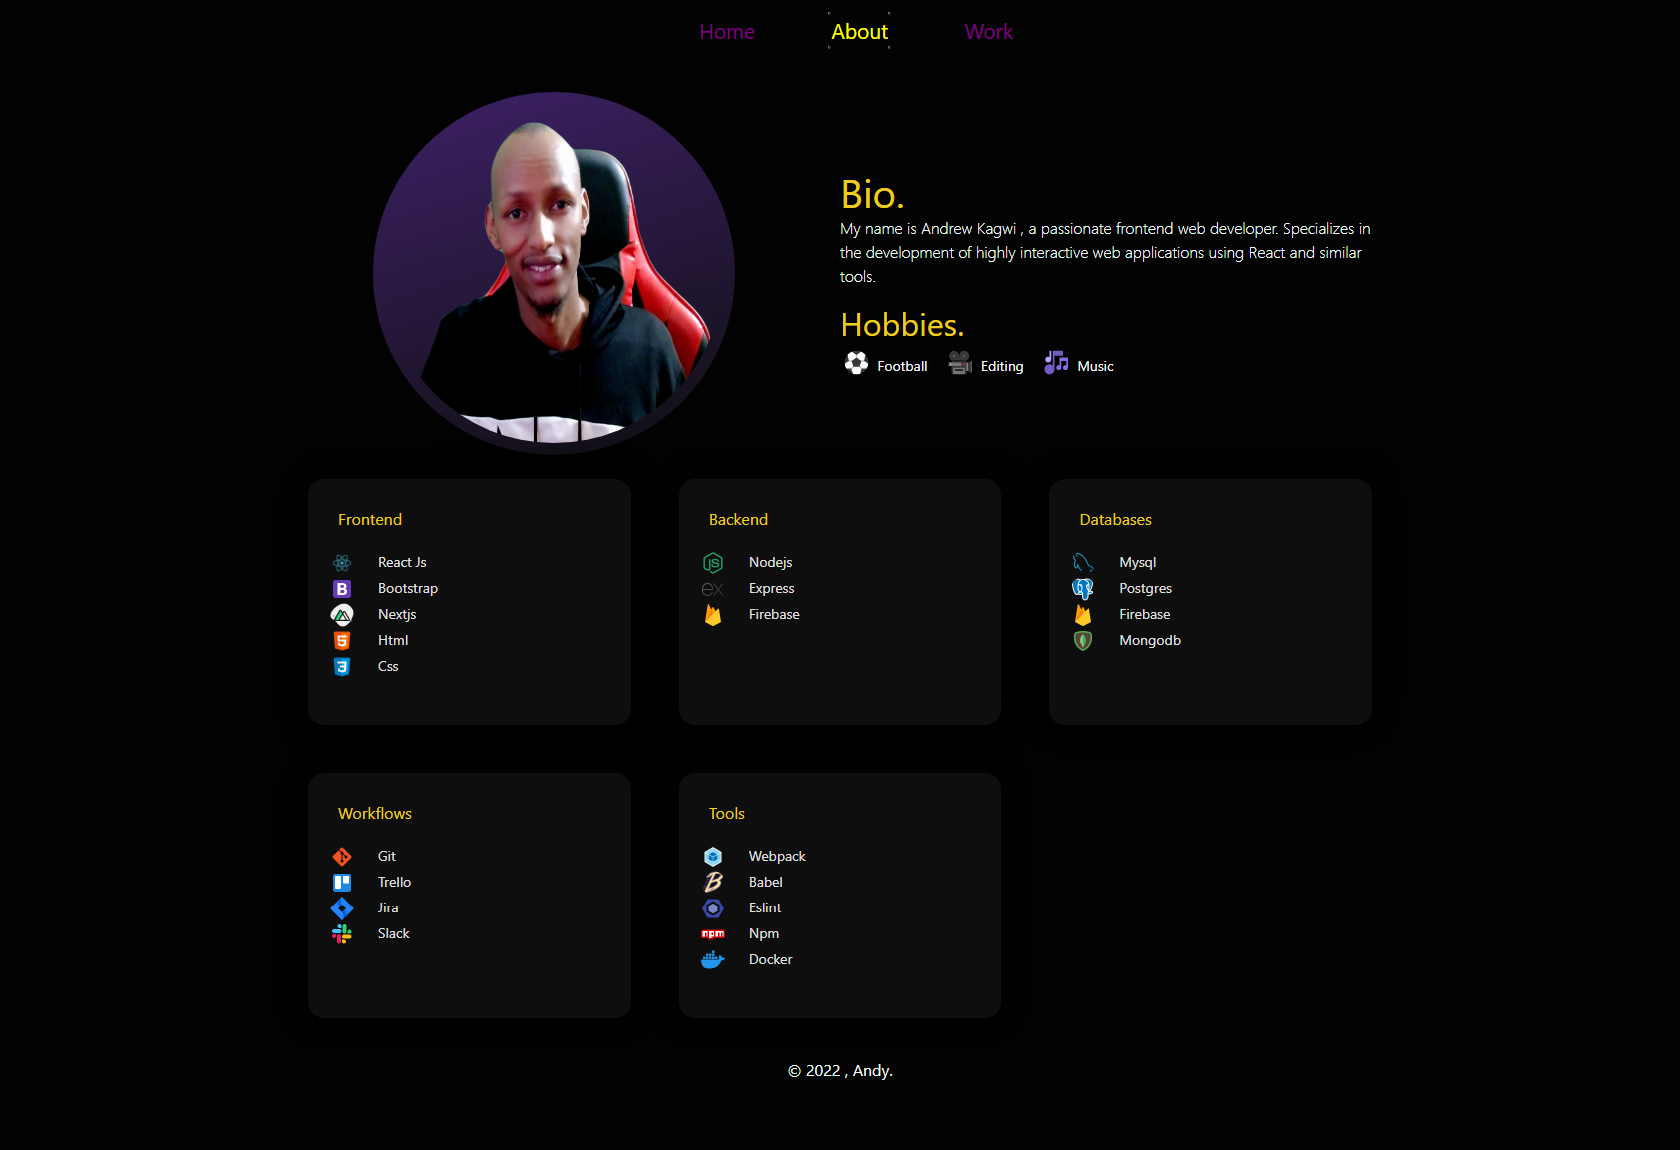 Home About Work
Bio.
My name is Andrew Kagwi , a passionate frontend web developer. Specializes in
the development of highly interactive web applications using React and similar
tools.
Hobbies.
Football Editing Music
Frontend
React Js
Bootstrap
Nextjs
Html
Css
Backend
Nodejs
Express
Firebase
Databases
Mysql
Postgres
Firebase
Mongodb
Workflows
Git
Trello
Jira
Slack
Tools
Webpack
Babel
Eslint
Npm
Docker
© 2022 , Andy.